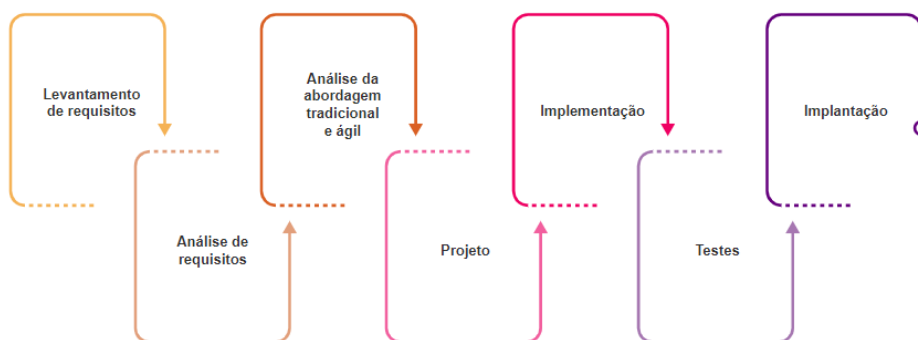 Levantamento
de requisitos
Análise de
requisitos
Análise da
abordagem
tradicional
e ágil
Projeto
Implementação
Testes
Implantação